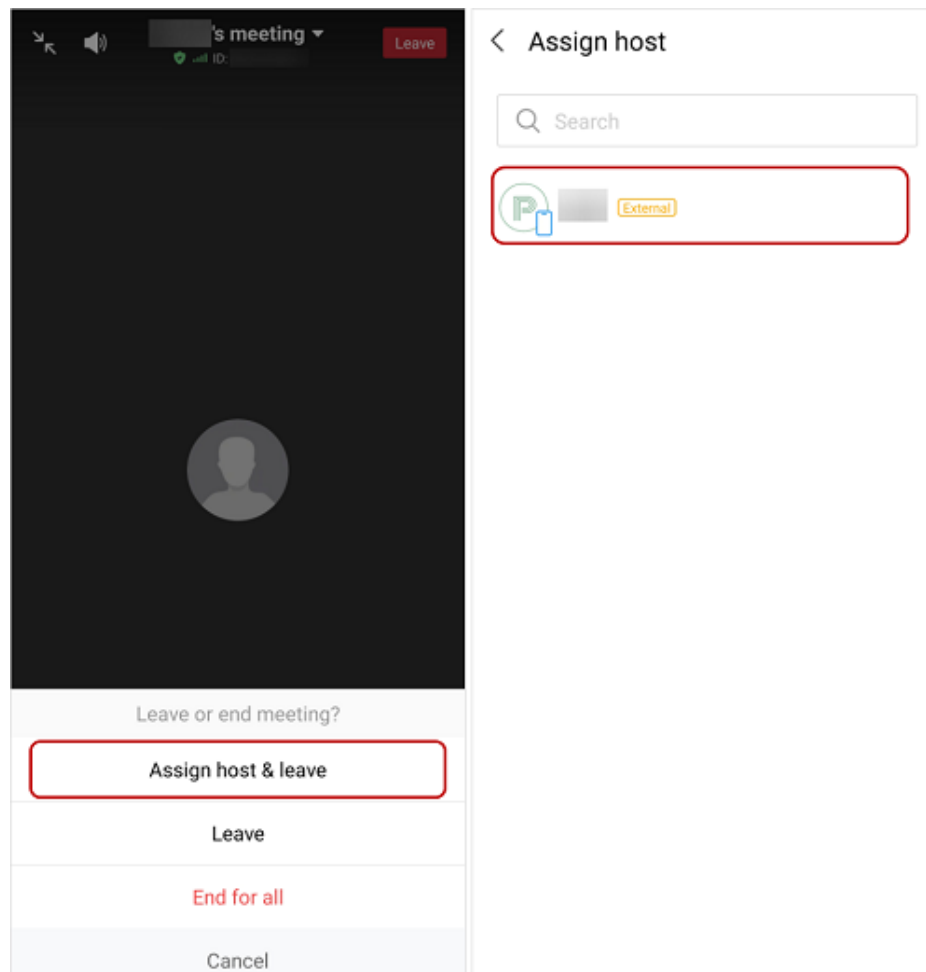 's meeting
Leave
ID:
Leave or end meeting?
Assign host & leave
Leave
End for all
Cancel
Assign host
Search
P
External